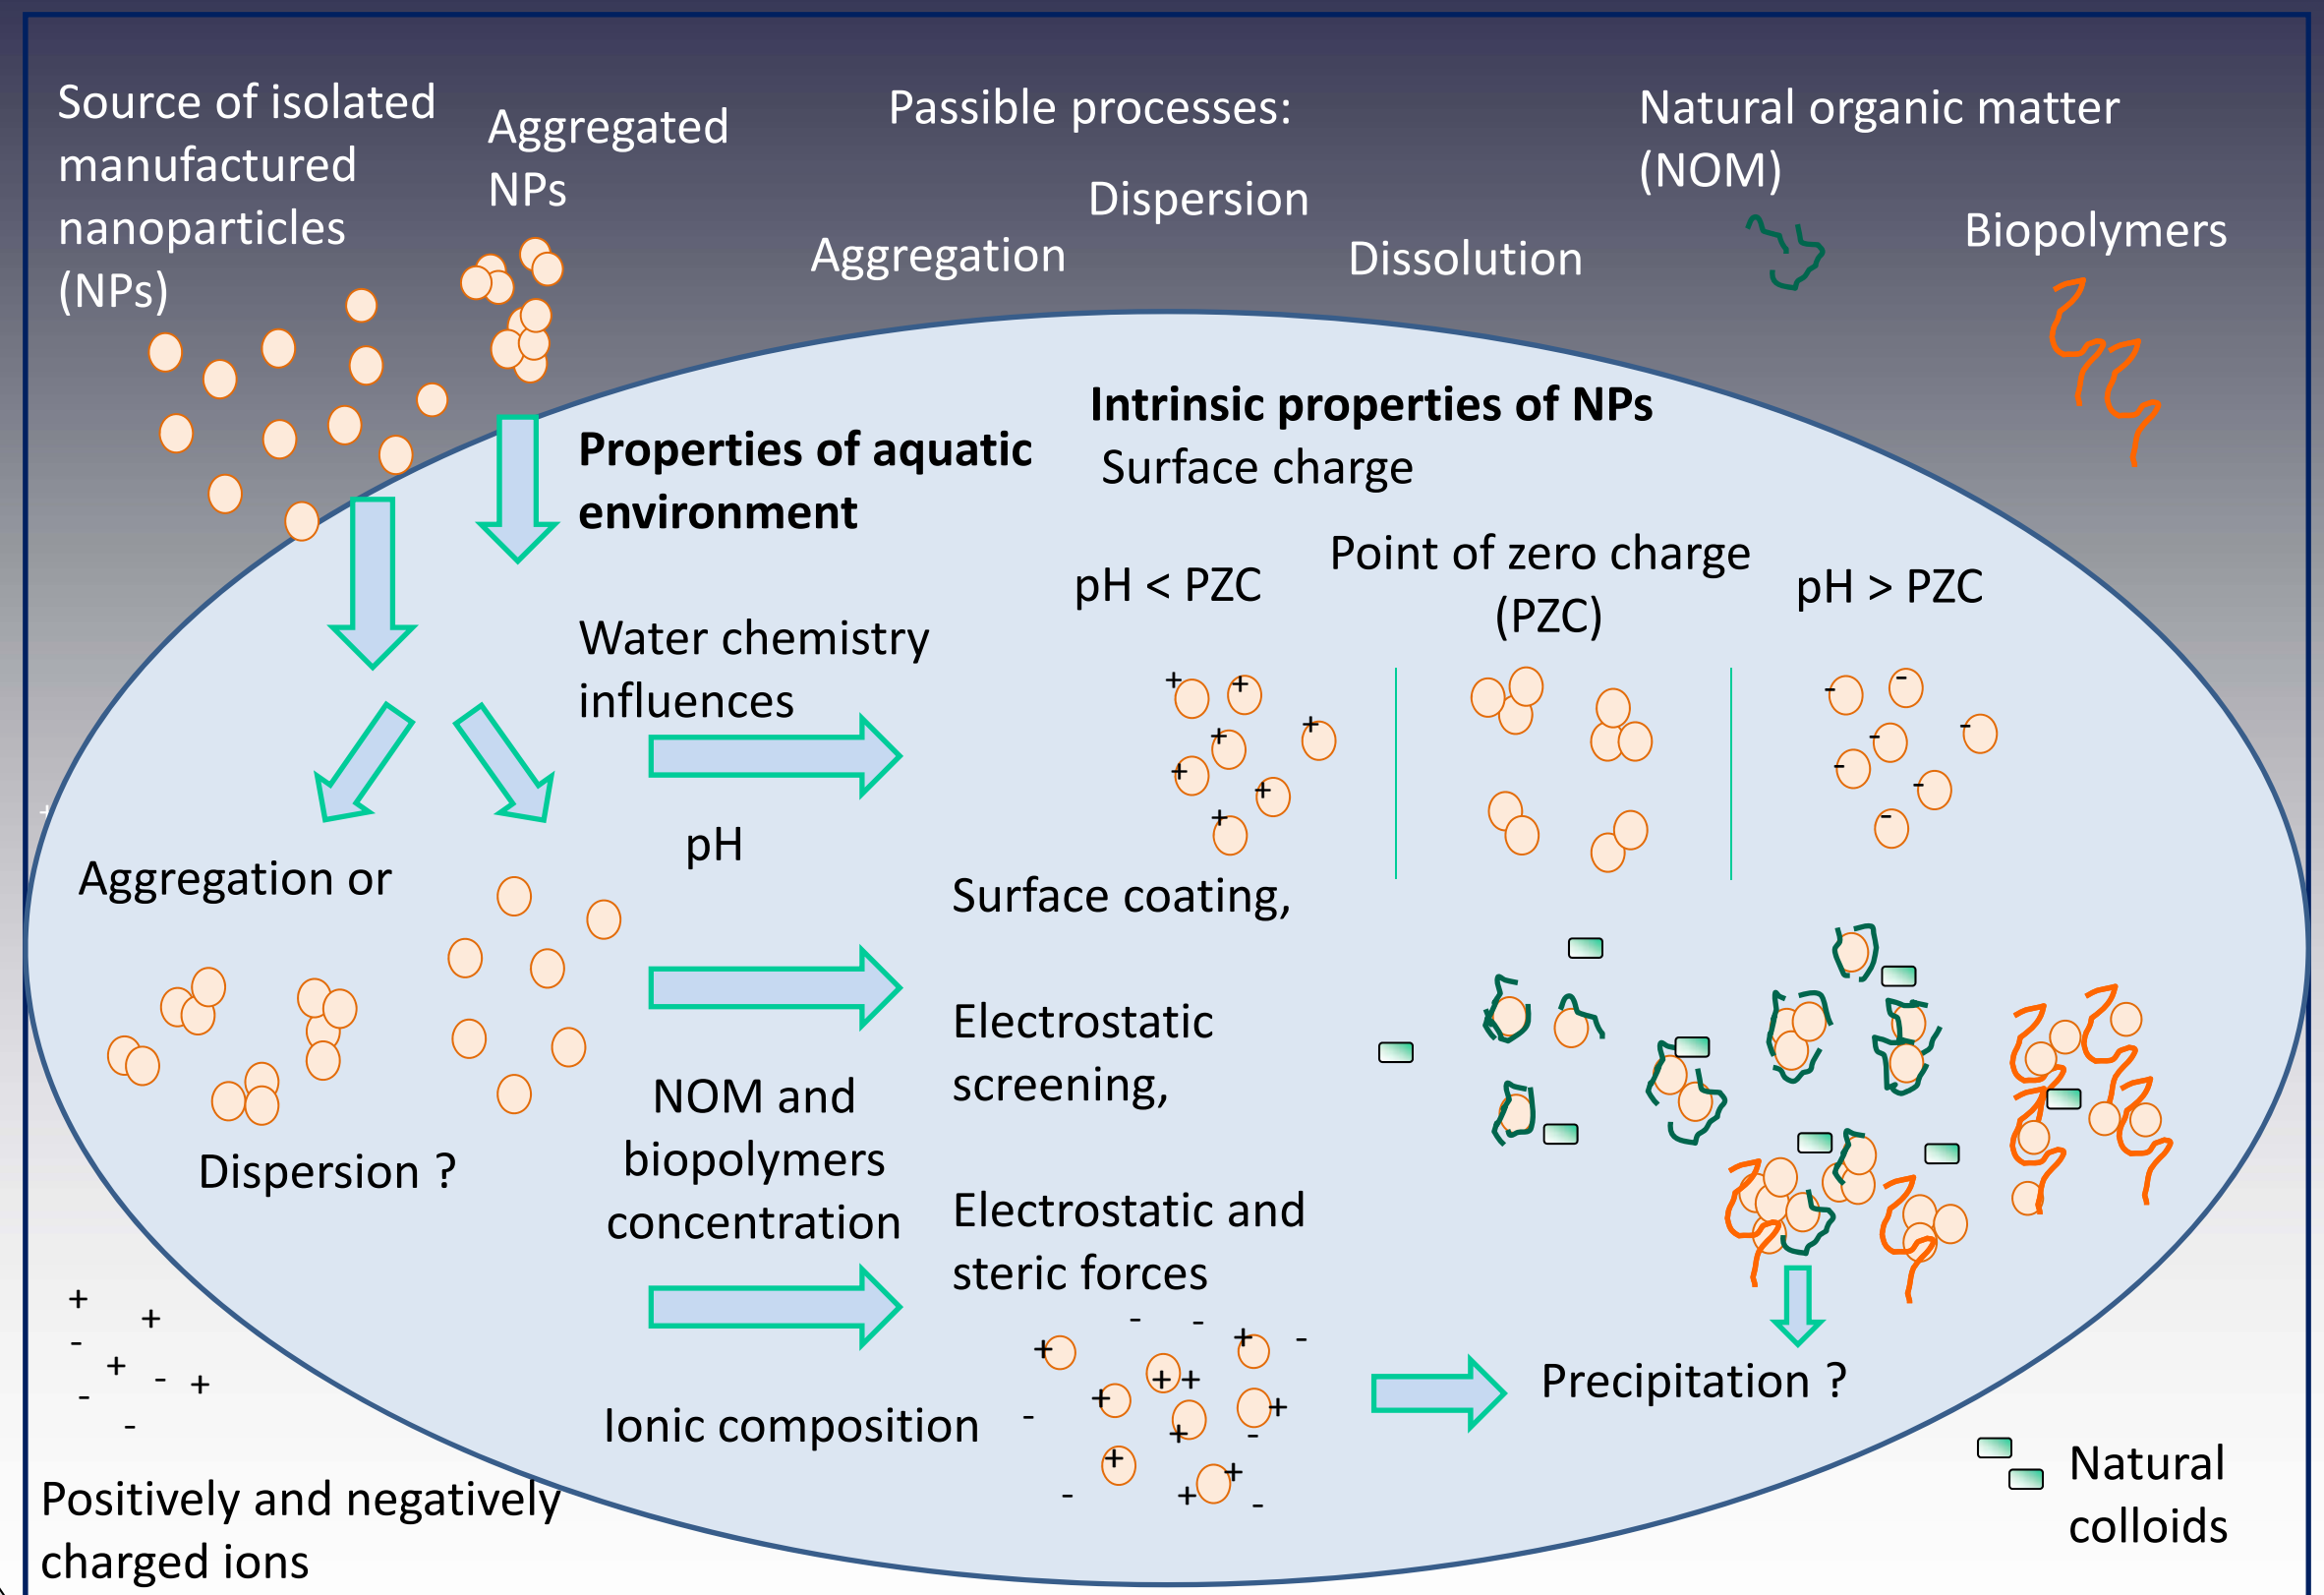 Source of isolated
manufactured
nanoparticles
(NPs)
Aggregated
NPs
Passible processes:
Dispersion
Aggregation
Dissolution
Natural organic matter
(NOM)
Biopolymers
Properties of aquatic
environment
Intrinsic properties of NPs
Surface charge
pH < PZC
Point of zero charge
(PZC)
pH > PZC
Water chemistry
influences
pH
Aggregation or
Dispersion ?
Surface coating,
Electrostatic
screening,
NOM and
biopolymers
concentration
Electrostatic and
steric forces
Ionic composition
Precipitation ?
Positively and negatively
charged ions
Natural
colloids